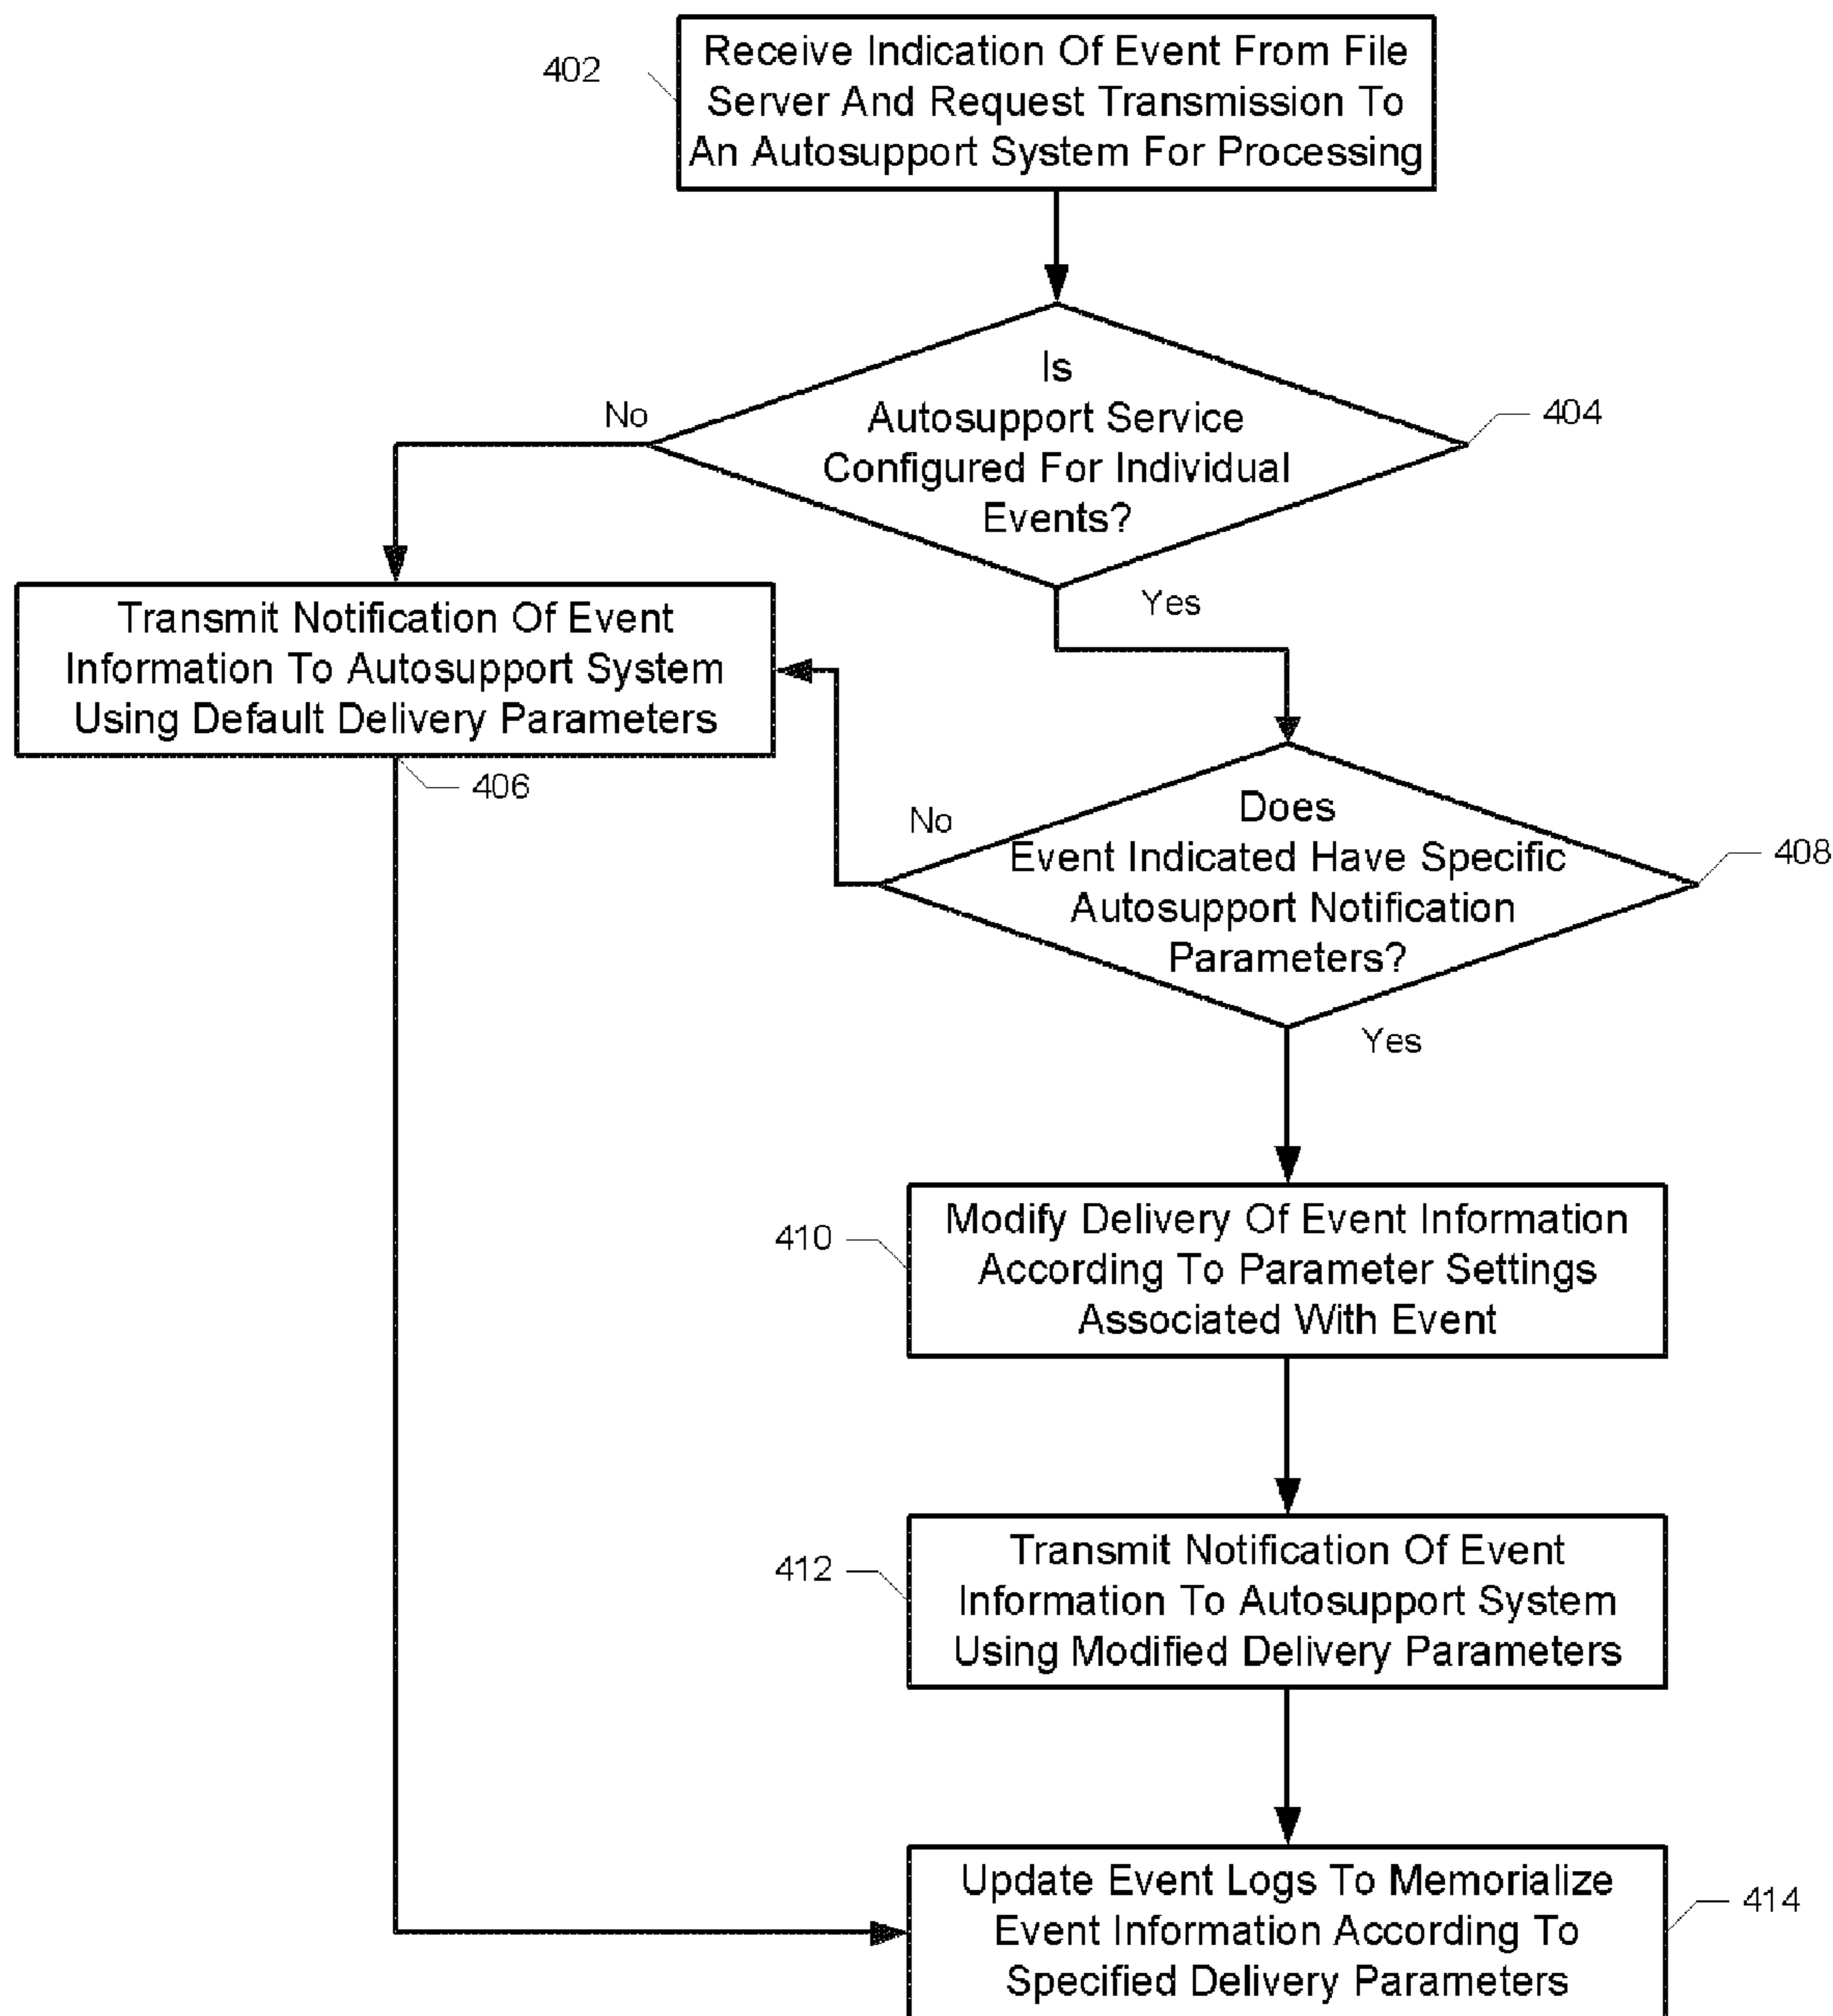 402
Receive Indication Of Event From File
Server And Request Transmission To
An Autosupport System For Processing
Is
Autosupport Service
Configured For Individual
Events?
404
No
Yes
Transmit Notification Of Event
Information To Autosupport System
Using Default Delivery Parameters
406
Does
Event Indicated Have Specific
Autosupport Notification
Parameters?
408
No
Yes
410
Modify Delivery Of Event Information
According To Parameter Settings
Associated With Event
412
Transmit Notification Of Event
Information To Autosupport System
Using Modified Delivery Parameters
Update Event Logs To Memorialize
Event Information According To
Specified Delivery Parameters
414